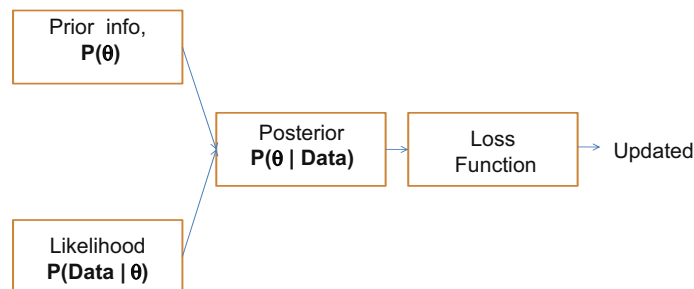 Prior info,
P(θ)
Posterior
P(θ | Data)
Loss
Function
Updated
Likelihood
P(Data | θ)